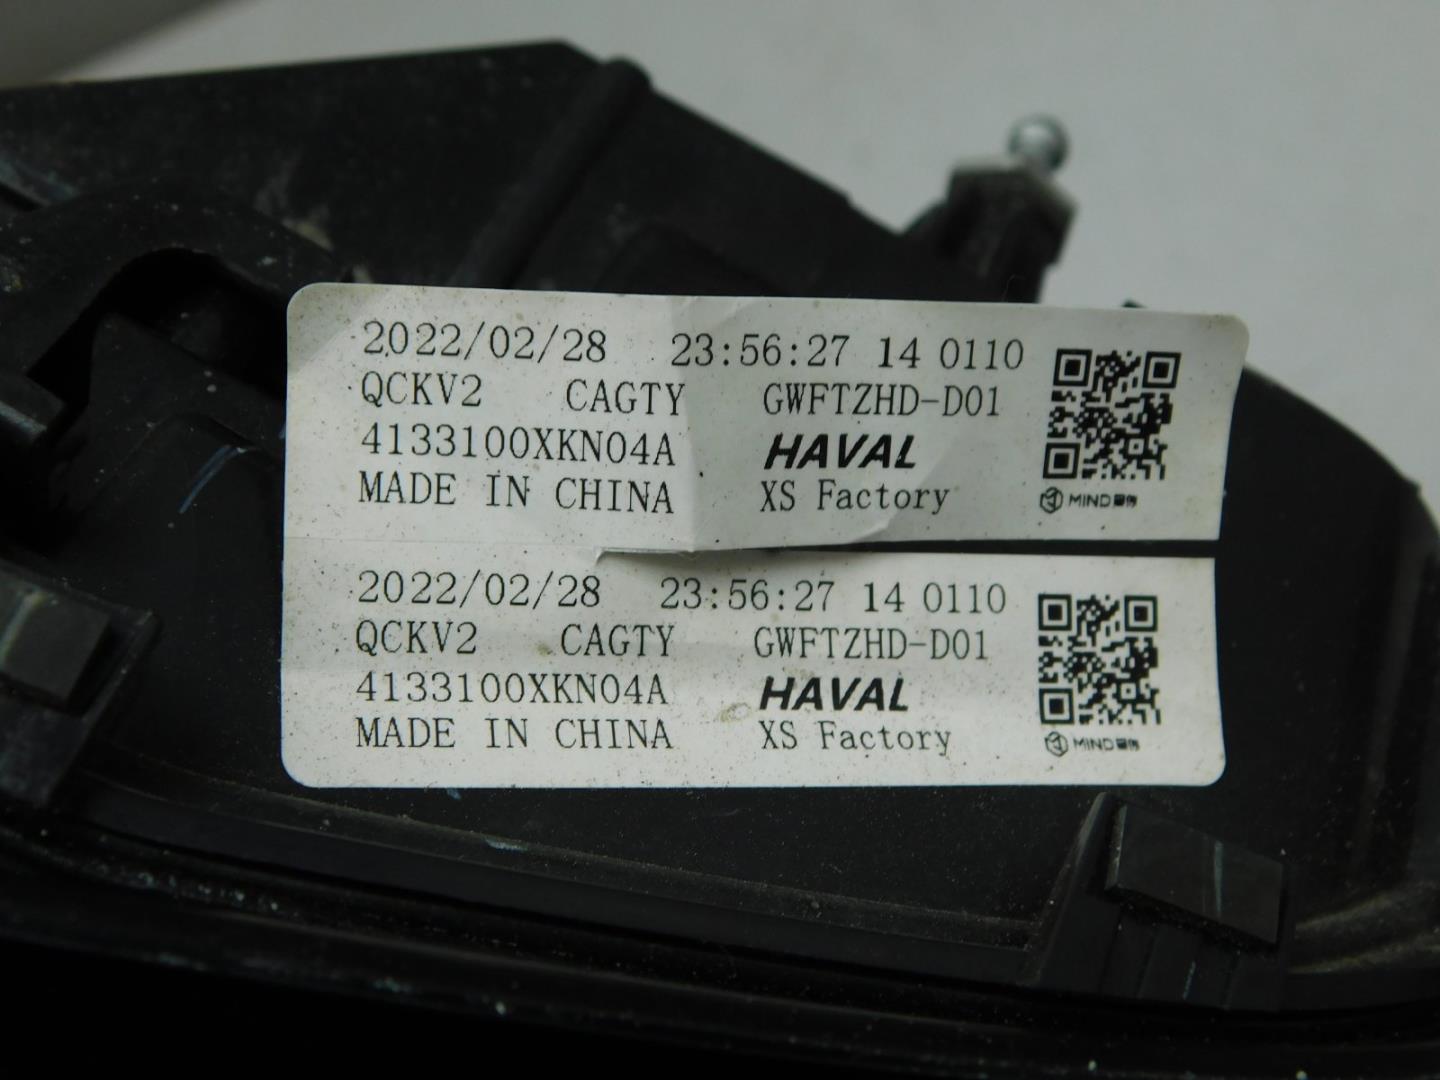 2022/02/28 23:56:27 14 0110
QCKV2 CAGTY GWFTZHD-D01
4133100XKN04A HAVAL
MADE IN CHINA XS Factory
MIND
2022/02/28 23:56:27 14 0110
QCKV2 CAGTY GWFTZHD-D01
4133100XKN04A HAVAL
MADE IN CHINA XS Factory
MIND